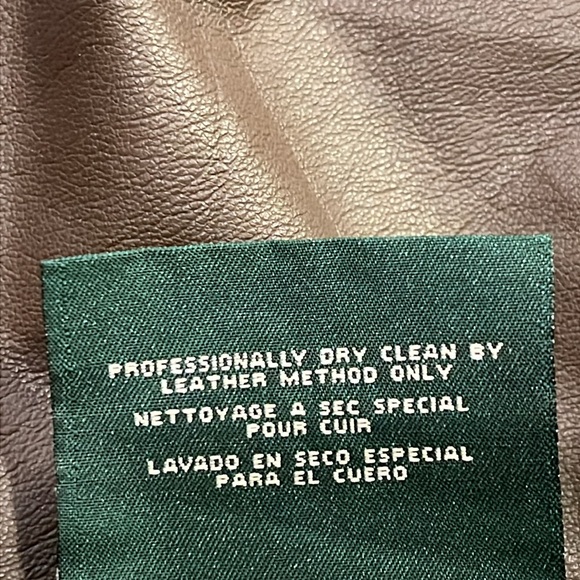 PROFESSIONALLY DRY CLEAN BY
LEATHER METHOD ONLY
NETTOYAGE A SEC SPECIAL
POUR CUIR
LAVADO EN SECO ESPECIAL
PARA EL CUERO